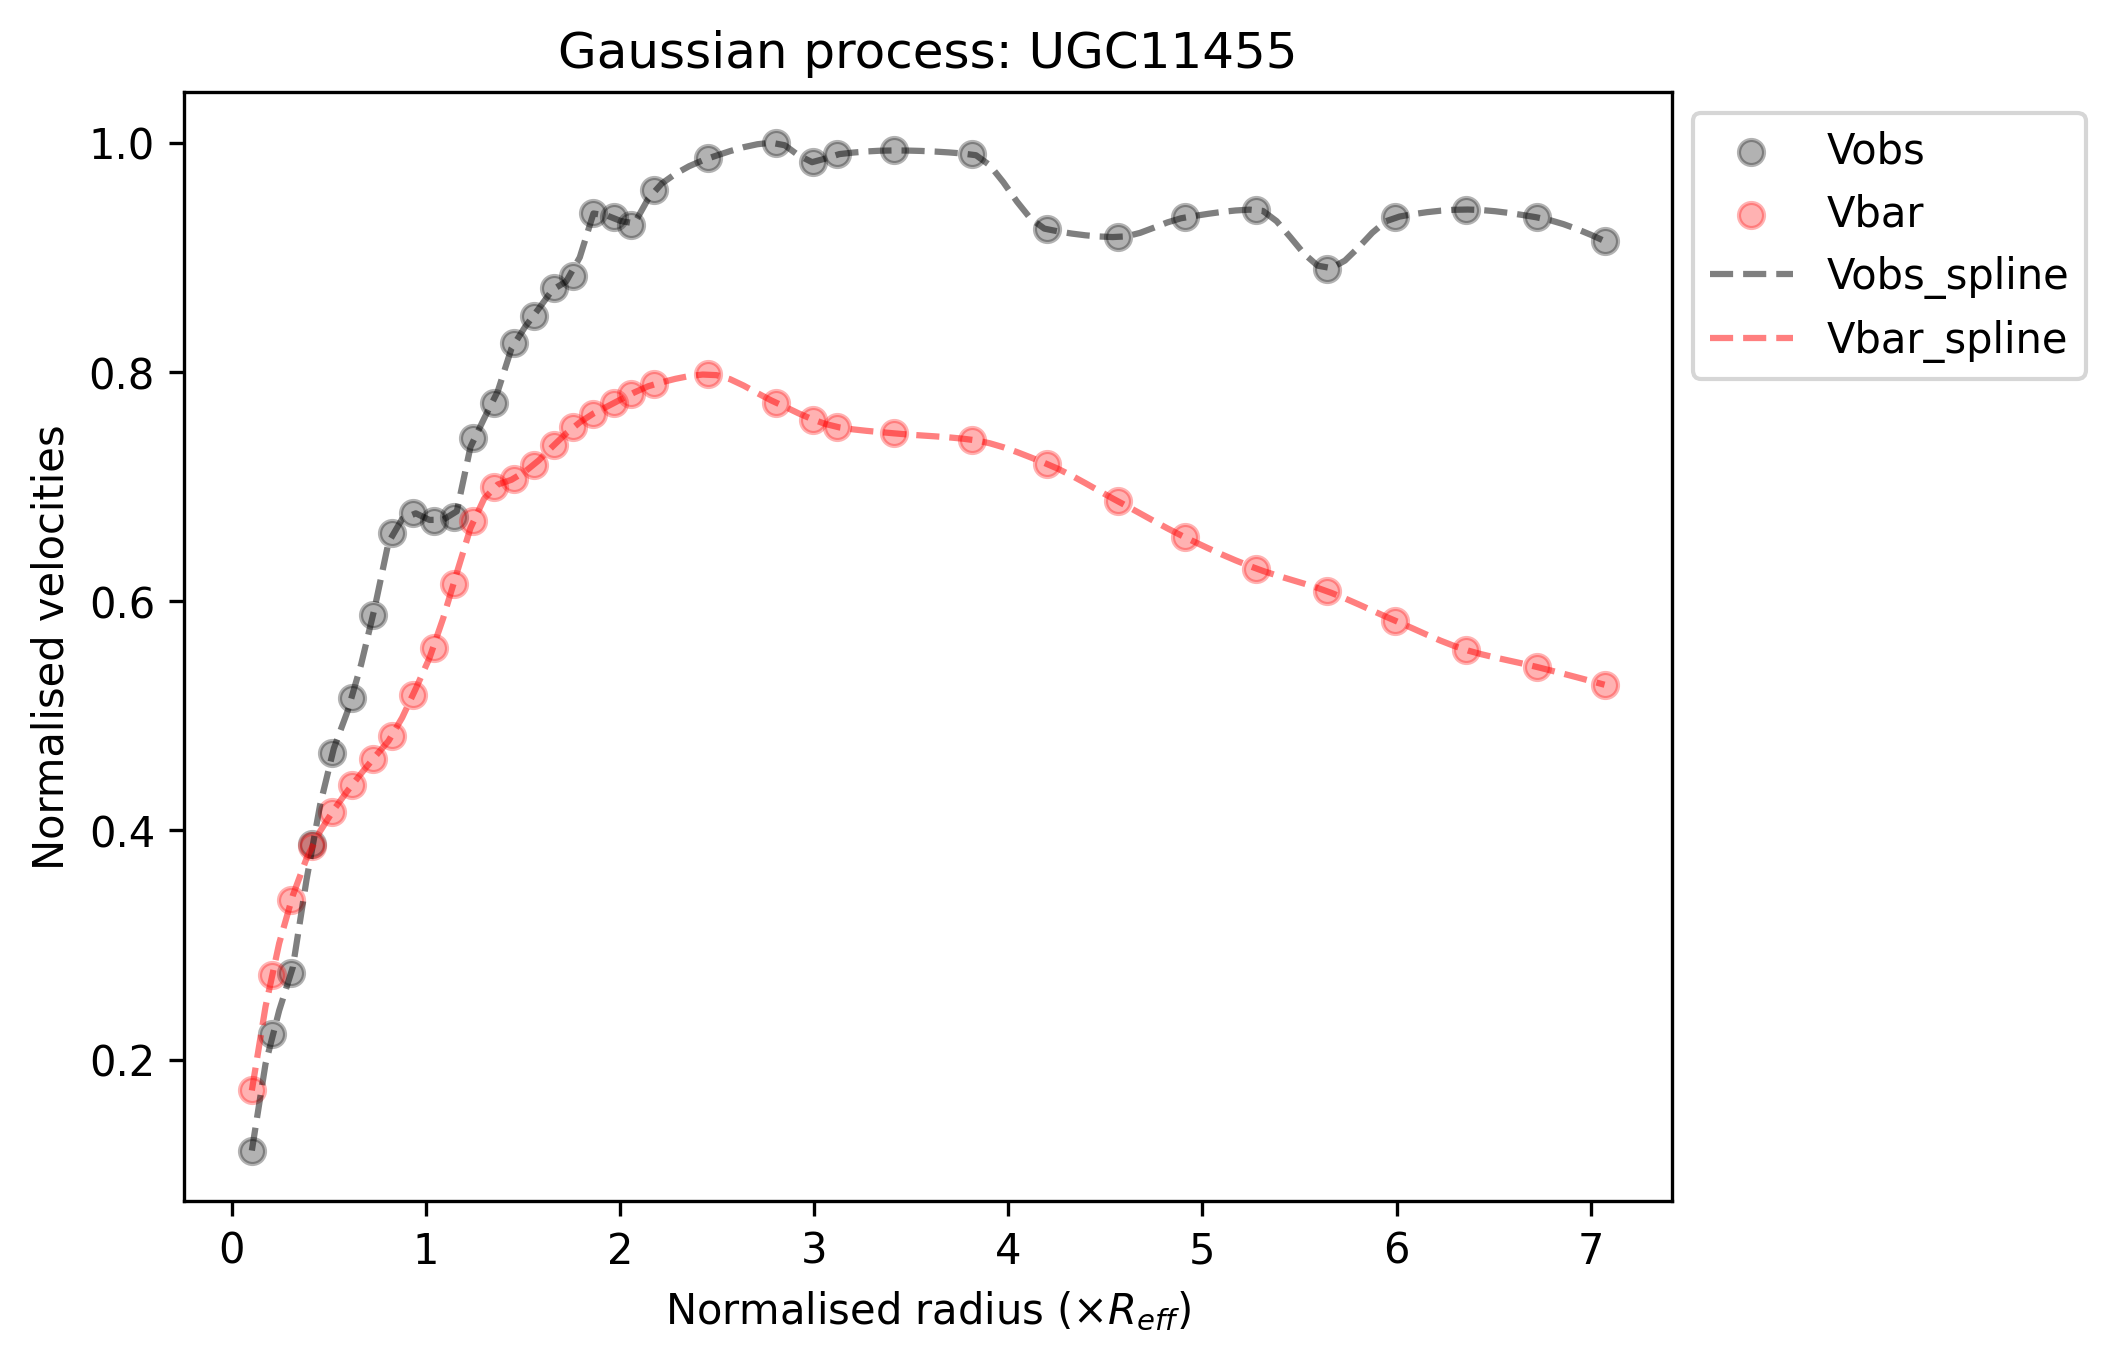 Gaussian process: UGC11455
1.0
0.8
0.6
0.4
0.2
Normalised velocities
0 1 2 3 4 5 6 7
Normalised radius (×R_eff)
Vobs
Vbar
Vobs_spline
Vbar_spline